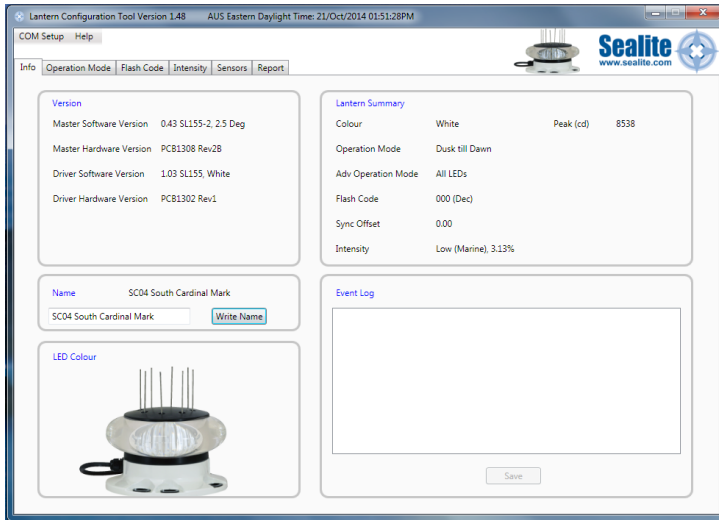 Lantern Configuration Tool Version 1.48 AUS Eastern Daylight Time: 21/Oct/2014 01:51:28PM
COM Setup Help
Sealite
www.sealite.com
Info Operation Mode Flash Code Intensity Sensors Report
Version
Master Software Version 0.43 SL155-2, 2.5 Deg
Master Hardware Version PCB1308 Rev2B
Driver Software Version 1.03 SL155, White
Driver Hardware Version PCB1302 Rev1
Lantern Summary
Colour White Peak (cd) 8538
Operation Mode Dusk till Dawn
Adv Operation Mode All LEDs
Flash Code 000 (Dec)
Sync Offset 0.00
Intensity Low (Marine), 3.13%
Name SC04 South Cardinal Mark
SC04 South Cardinal Mark Write Name
LED Colour
Event Log
Save